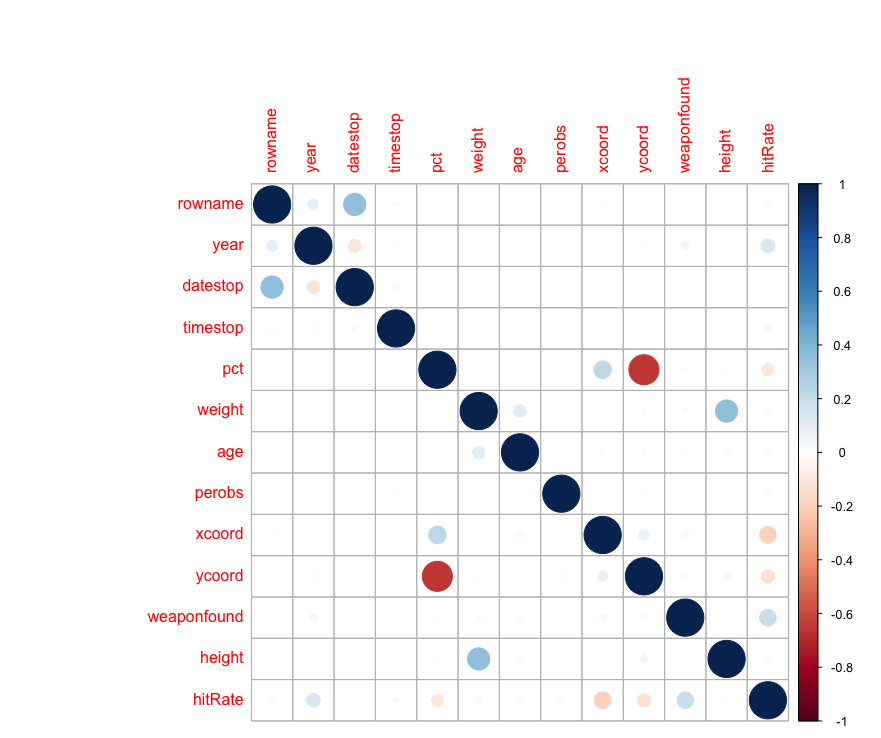 rowname
year
datestop
timestop
pct
weight
age
perobs
xcoord
ycoord
weaponfound
height
hitRate
rowname
year
datestop
timestop
pct
weight
age
perobs
xcoord
ycoord
weaponfound
height
hitRate
1
0.8
0.6
0.4
0.2
0
-0.2
-0.4
-0.6
-0.8
-1